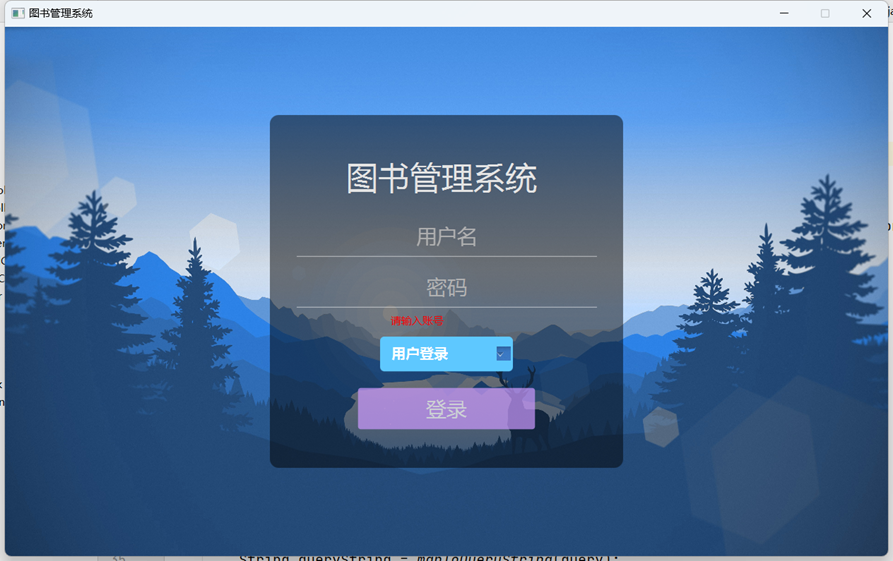 图书管理系统
图书管理系统
用户名
密码
请输入账号
用户登录
登录
35
String queryString = mapToQueryString(query);